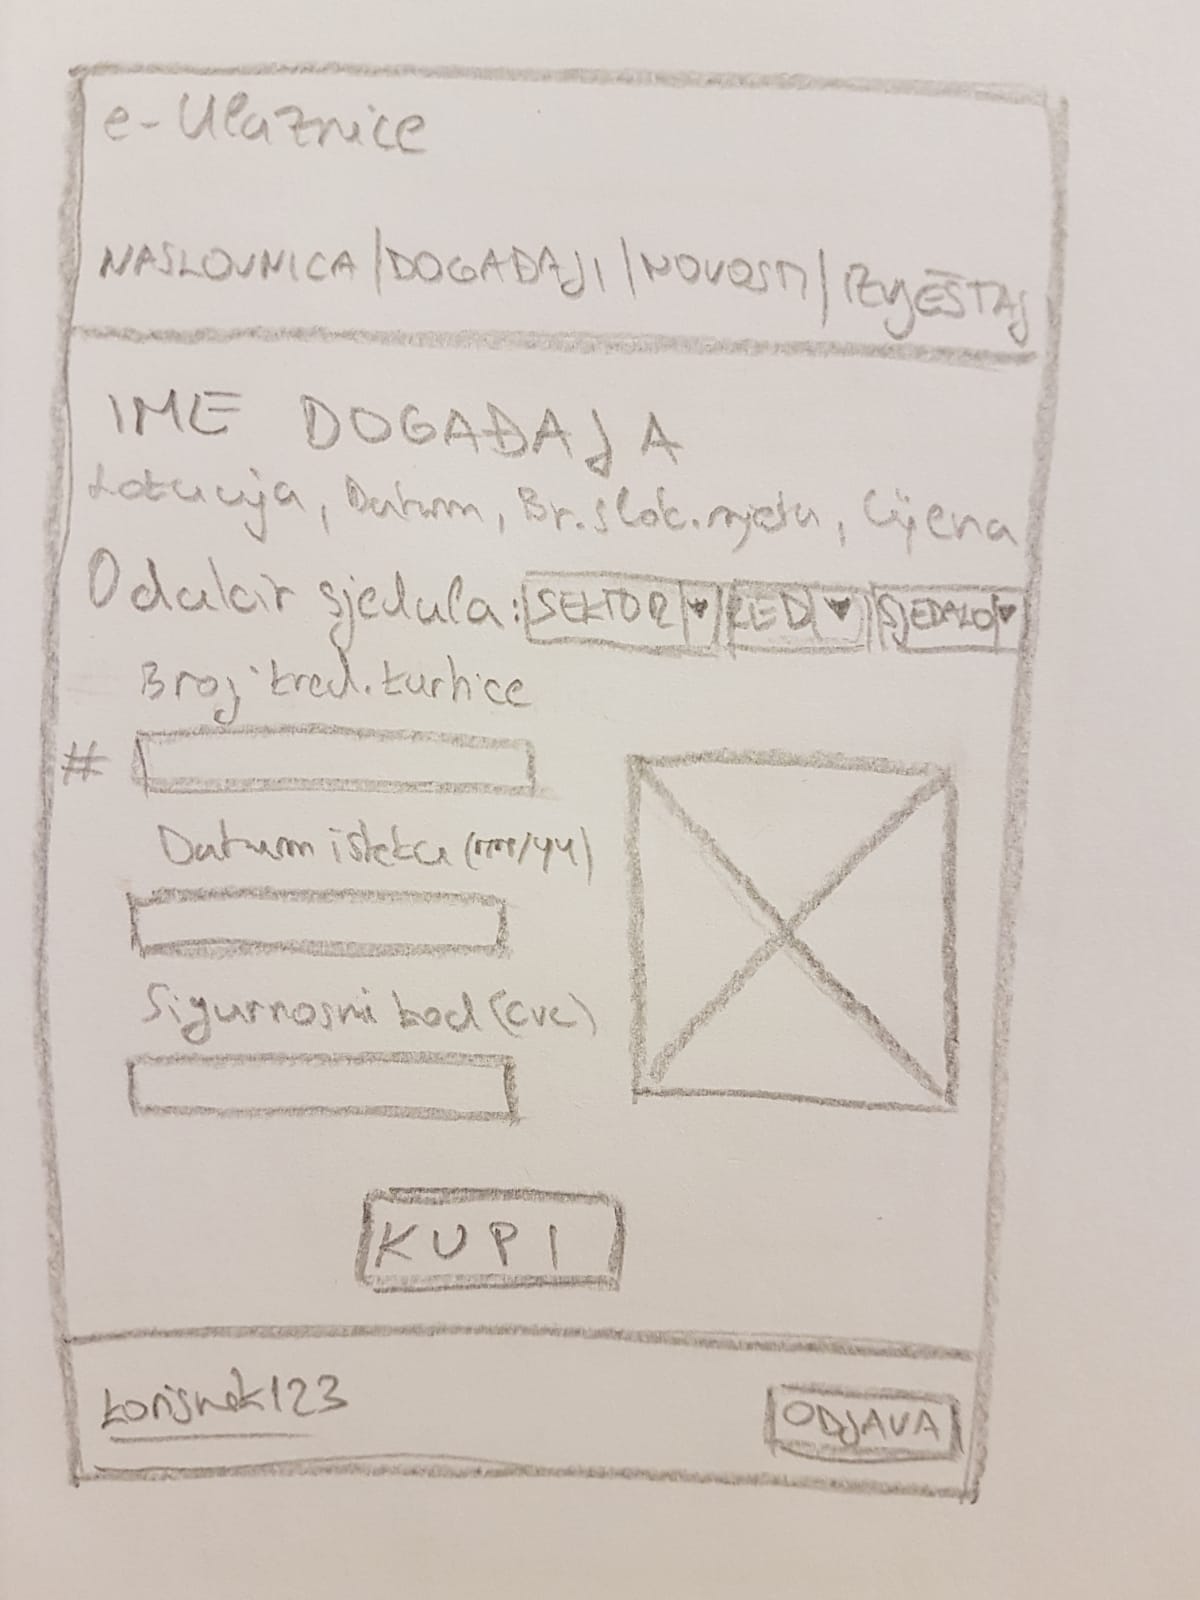 e-Ulaznice
NASLOVNICA | DOGAĐAJI | NOVOSTI | IZVJEŠTAJ
IME DOGAĐAJA
Lokacija, Datum, Br. slob. mjesta, Cijena
Odabir sjedala: SEKTOR RED SJEDALO
Broj kred. kartice
#
Datum isteka (mm/yy)
Sigurnosni kod (cvc)
KUPI
korisnik123 ODJAVA